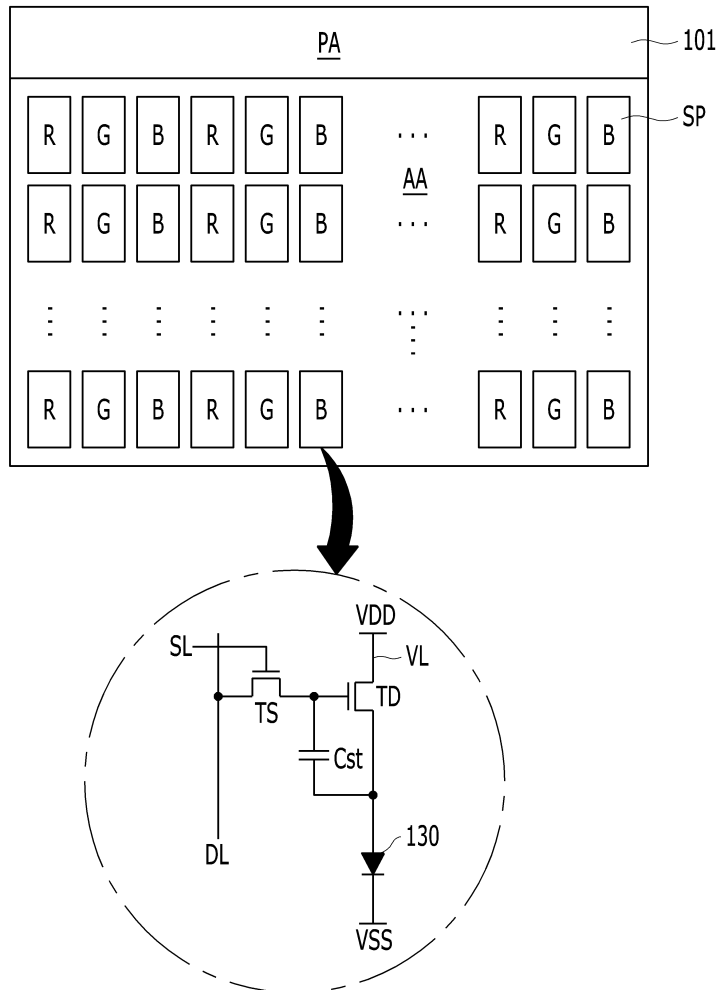 PA
101
R G B R G B ... R G B
SP
AA
R G B R G B ... R G B
R G B R G B ... R G B
VDD
SL
VL
TS
TD
Cst
130
DL
VSS